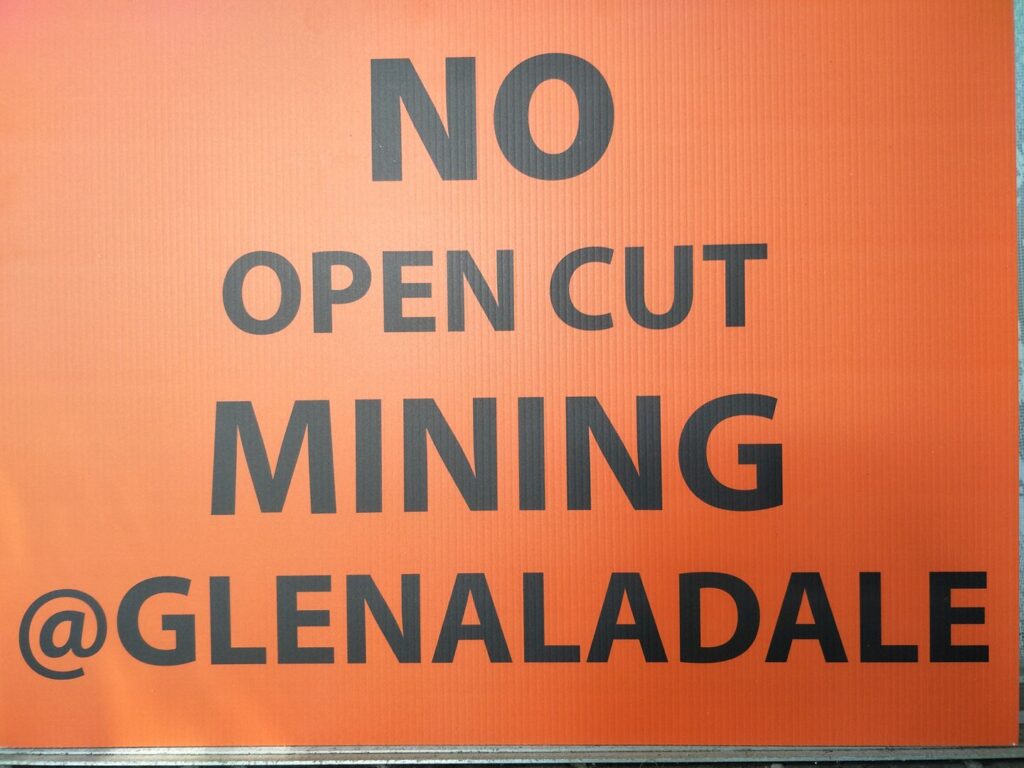 NO
OPEN CUT
MINING
@GLENALADALE